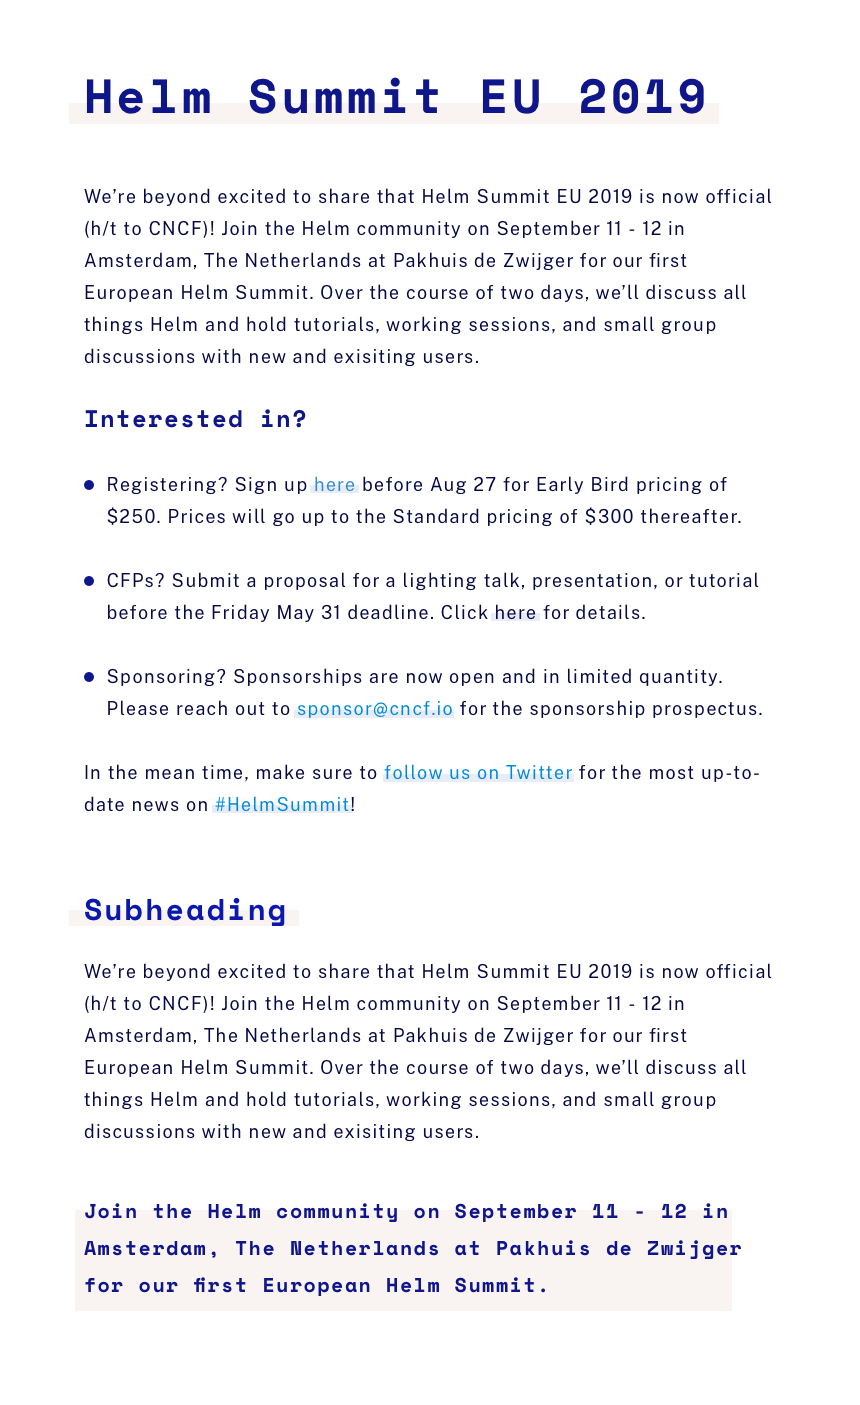 Helm Summit EU 2019
We’re beyond excited to share that Helm Summit EU 2019 is now official
(h/t to CNCF)! Join the Helm community on September 11 - 12 in
Amsterdam, The Netherlands at Pakhuis de Zwijger for our first
European Helm Summit. Over the course of two days, we’ll discuss all
things Helm and hold tutorials, working sessions, and small group
discussions with new and exisiting users.
Interested in?
Registering? Sign up here before Aug 27 for Early Bird pricing of
$250. Prices will go up to the Standard pricing of $300 thereafter.
CFPs? Submit a proposal for a lighting talk, presentation, or tutorial
before the Friday May 31 deadline. Click here for details.
Sponsoring? Sponsorships are now open and in limited quantity.
Please reach out to sponsor@cncf.io for the sponsorship prospectus.
In the mean time, make sure to follow us on Twitter for the most up-to-
date news on #HelmSummit!
Subheading
We’re beyond excited to share that Helm Summit EU 2019 is now official
(h/t to CNCF)! Join the Helm community on September 11 - 12 in
Amsterdam, The Netherlands at Pakhuis de Zwijger for our first
European Helm Summit. Over the course of two days, we’ll discuss all
things Helm and hold tutorials, working sessions, and small group
discussions with new and exisiting users.
Join the Helm community on September 11 - 12 in
Amsterdam, The Netherlands at Pakhuis de Zwijger
for our first European Helm Summit.